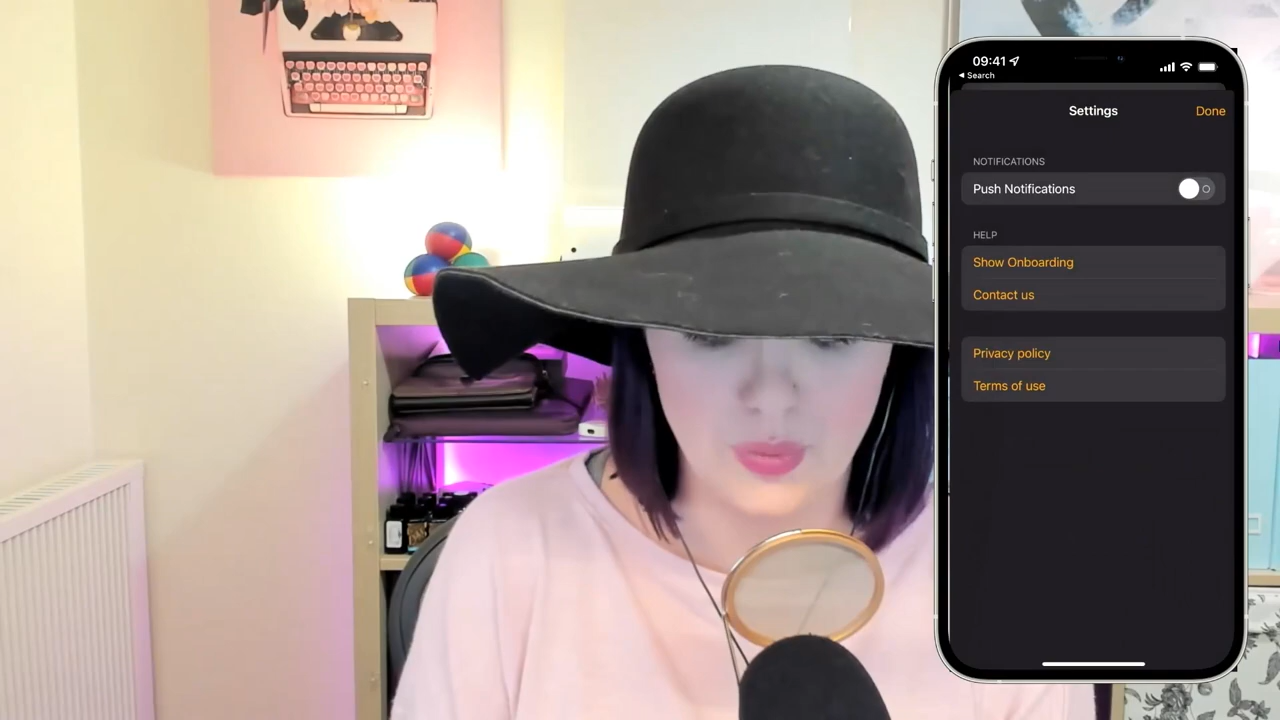 09:41
Search
Settings
Done
NOTIFICATIONS
Push Notifications
HELP
Show Onboarding
Contact us
Privacy policy
Terms of use